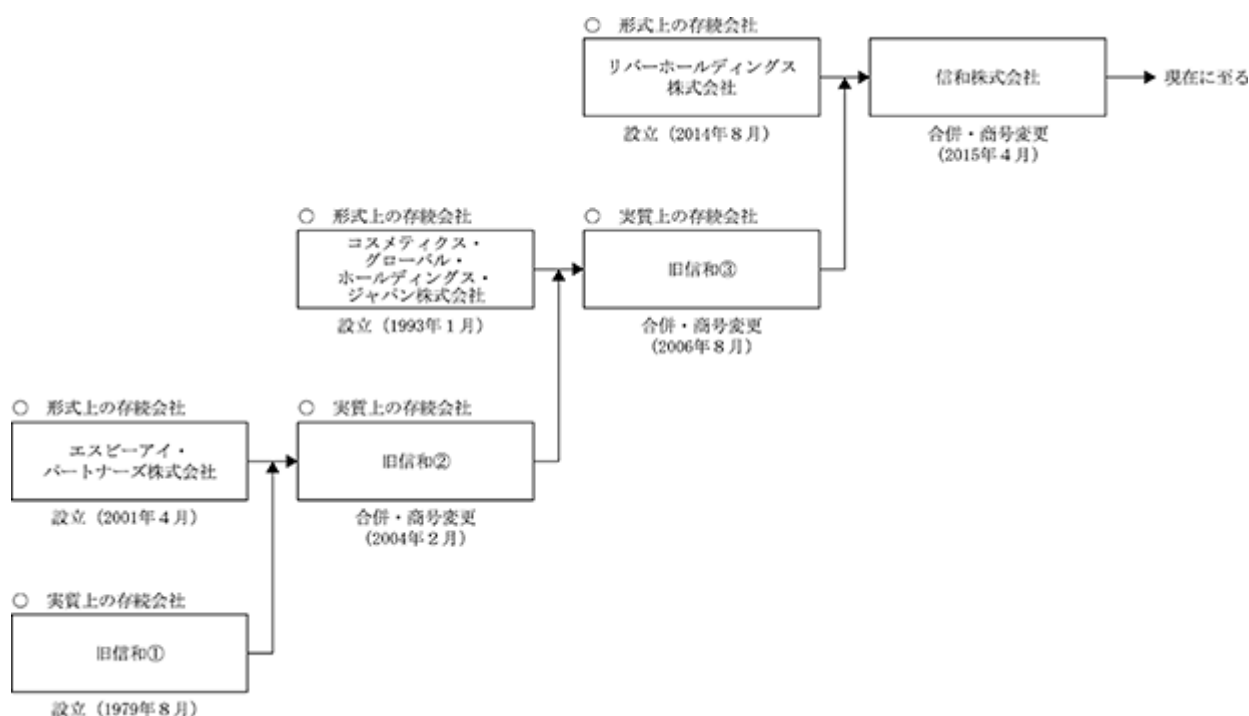 ○ 形式上の存続会社
リバーホールディングス
株式会社
設立（2014年８月）
信和株式会社
合併・商号変更
（2015年４月）
現在に至る
○ 形式上の存続会社
コスメティクス・
グローバル・
ホールディングス・
ジャパン株式会社
設立（1993年１月）
○ 実質上の存続会社
旧信和③
合併・商号変更
（2006年８月）
○ 形式上の存続会社
エスビーアイ・
パートナーズ株式会社
設立（2001年４月）
○ 実質上の存続会社
旧信和②
合併・商号変更
（2004年２月）
○ 実質上の存続会社
旧信和①
設立（1979年８月）